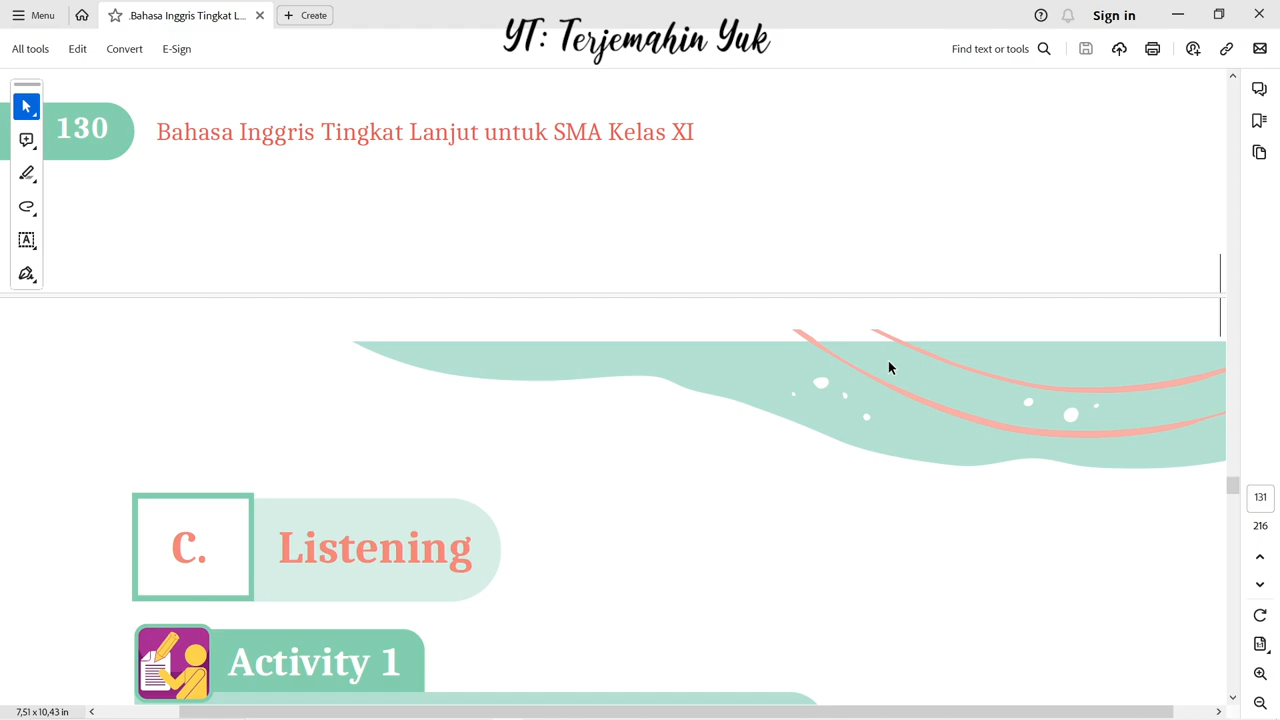 Menu
.Bahasa Inggris Tingkat L...
Create
Sign in
YT: Terjemahin Yuk
All tools
Edit
Convert
E-Sign
Find text or tools
130
Bahasa Inggris Tingkat Lanjut untuk SMA Kelas XI
C.
Listening
Activity 1
131
216
7,51 x 10,43 in